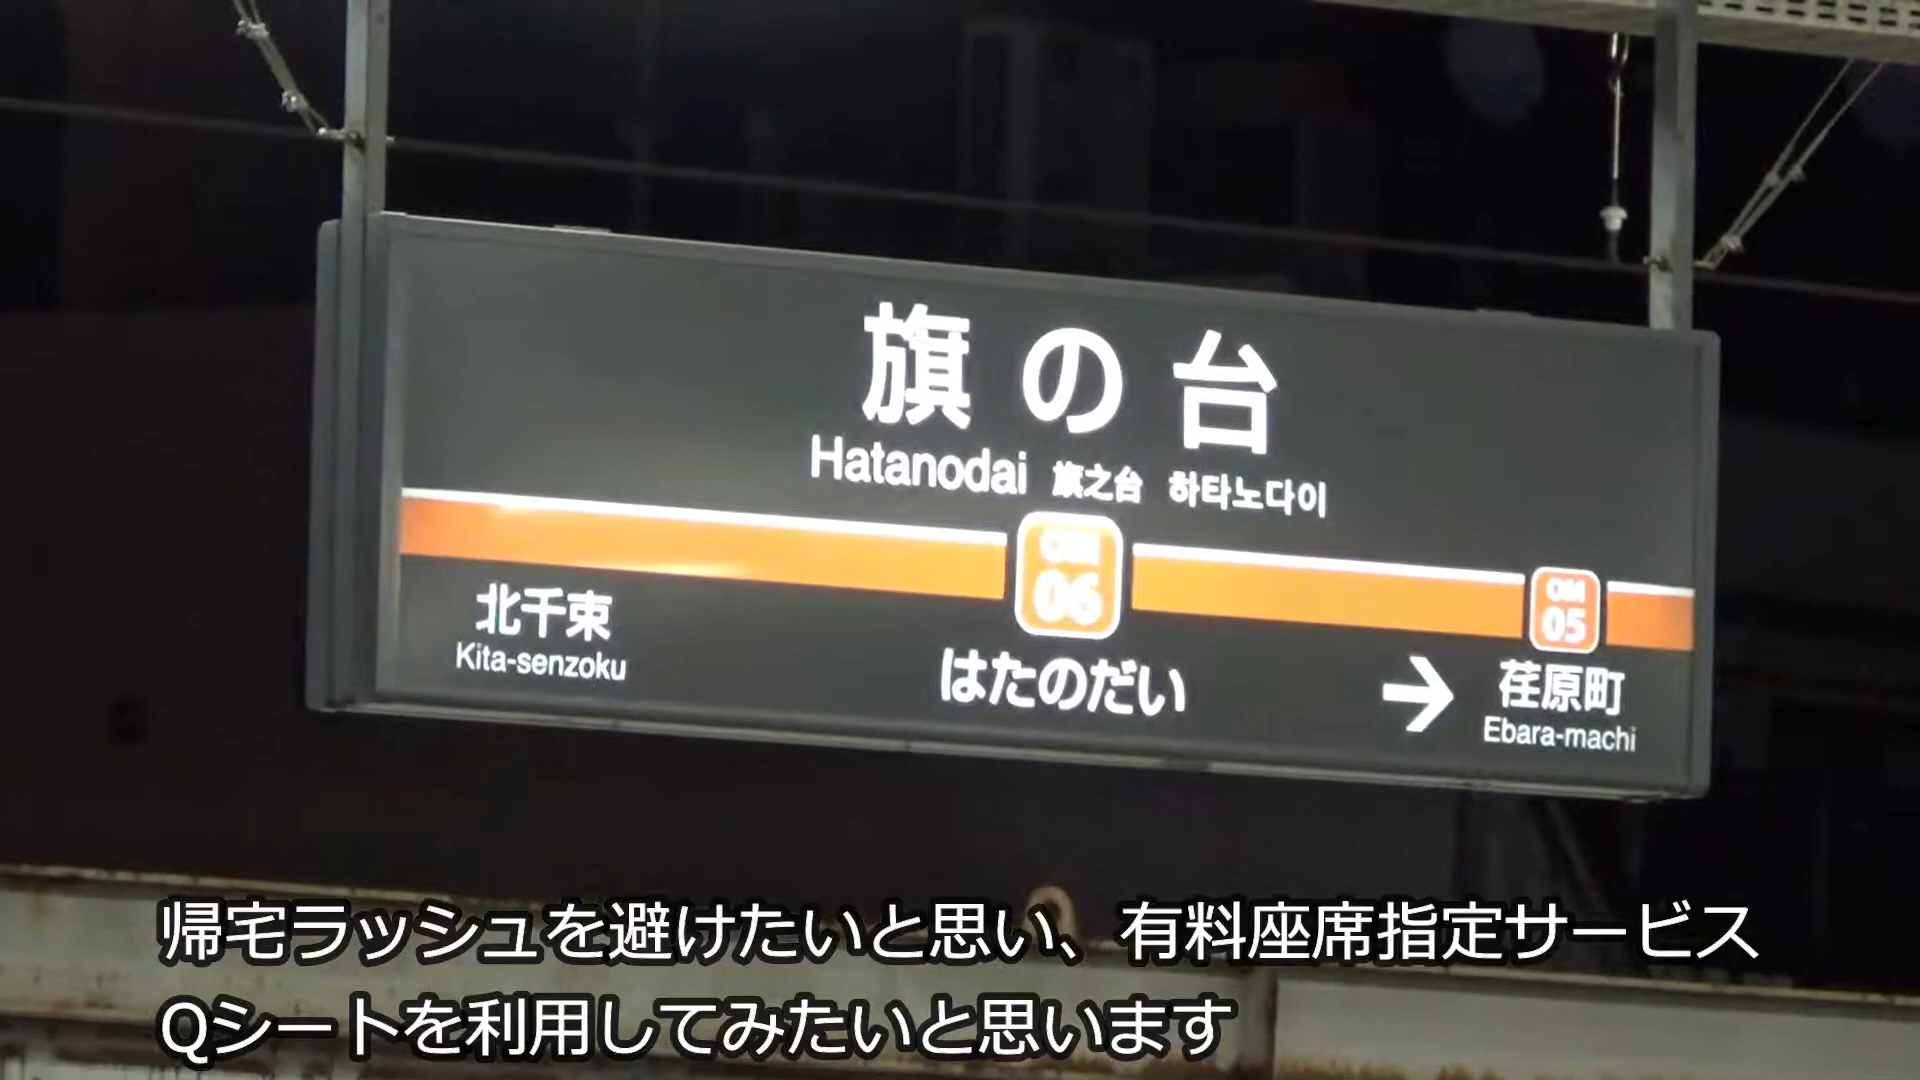 旗の台
Hatanodai 旗之台 하타노다이
OM
06
OM
05
北千束
Kita-senzoku
はたのだい
→ 荏原町
Ebara-machi
帰宅ラッシュを避けたいと思い、有料座席指定サービス
Qシートを利用してみたいと思います